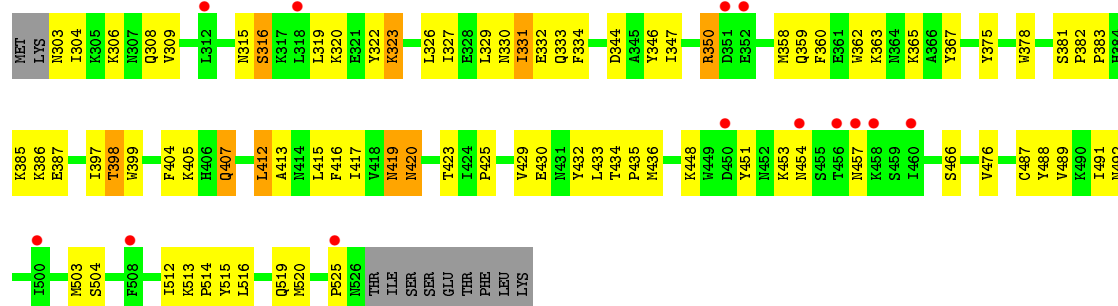 MET LYS N303 I304 K305 K306 N307 Q308 V309 L312 N315 S316 K317 L318 L319 K320 E321 Y322 K323 L326 I327 E328 L329 N330 I331 E332 Q333 F334 D344 A345 Y346 I347 R350 D351 E352 M358 Q359 F360 E361 W362 K363 N364 K365 A366 Y367 Y375 W378 S381 P382 P383 H384
K385 K386 E387 I397 T398 W399 F404 K405 H406 Q407 L412 A413 N414 L415 F416 I417 V418 N419 N420 T423 I424 P425 V429 E430 N431 Y432 L433 T434 P435 M436 K448 W449 D450 Y451 N452 K453 N454 S455 T456 N457 K458 S459 I460 S466 V476 C487 Y488 V489 K490 I491 N492
I500 M503 S504 F508 I512 K513 P514 Y515 L516 Q519 M520 P525 N526 THR ILE SER SER GLU THR PHE LEU LYS